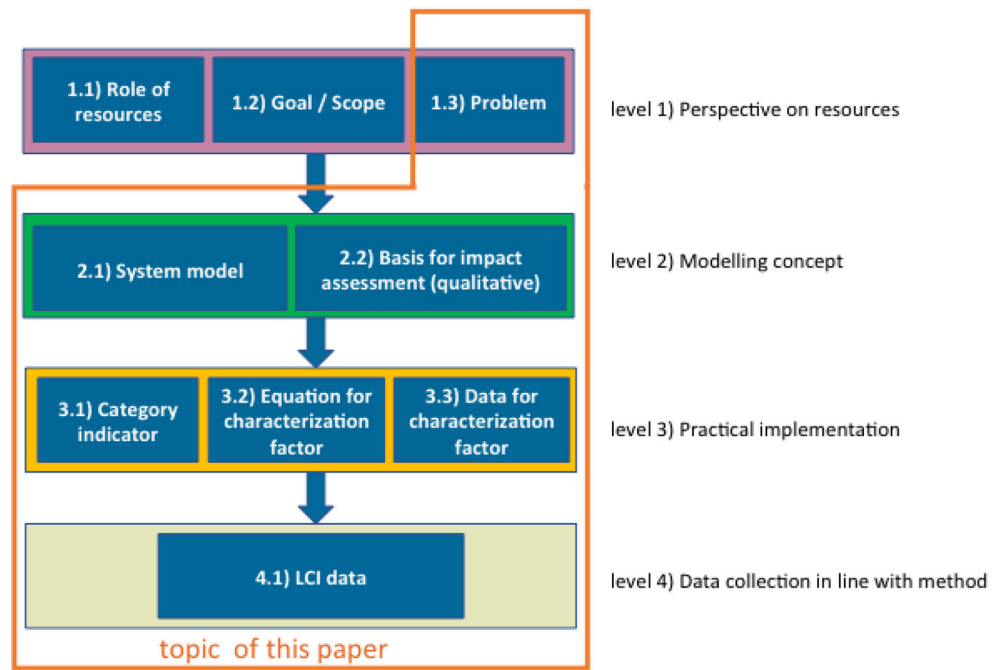 1.1) Role of
resources
1.2) Goal / Scope
1.3) Problem
level 1) Perspective on resources
2.1) System model
2.2) Basis for impact
assessment (qualitative)
level 2) Modelling concept
3.1) Category
indicator
3.2) Equation for
characterization
factor
3.3) Data for
characterization
factor
level 3) Practical implementation
4.1) LCI data
level 4) Data collection in line with method
topic of this paper